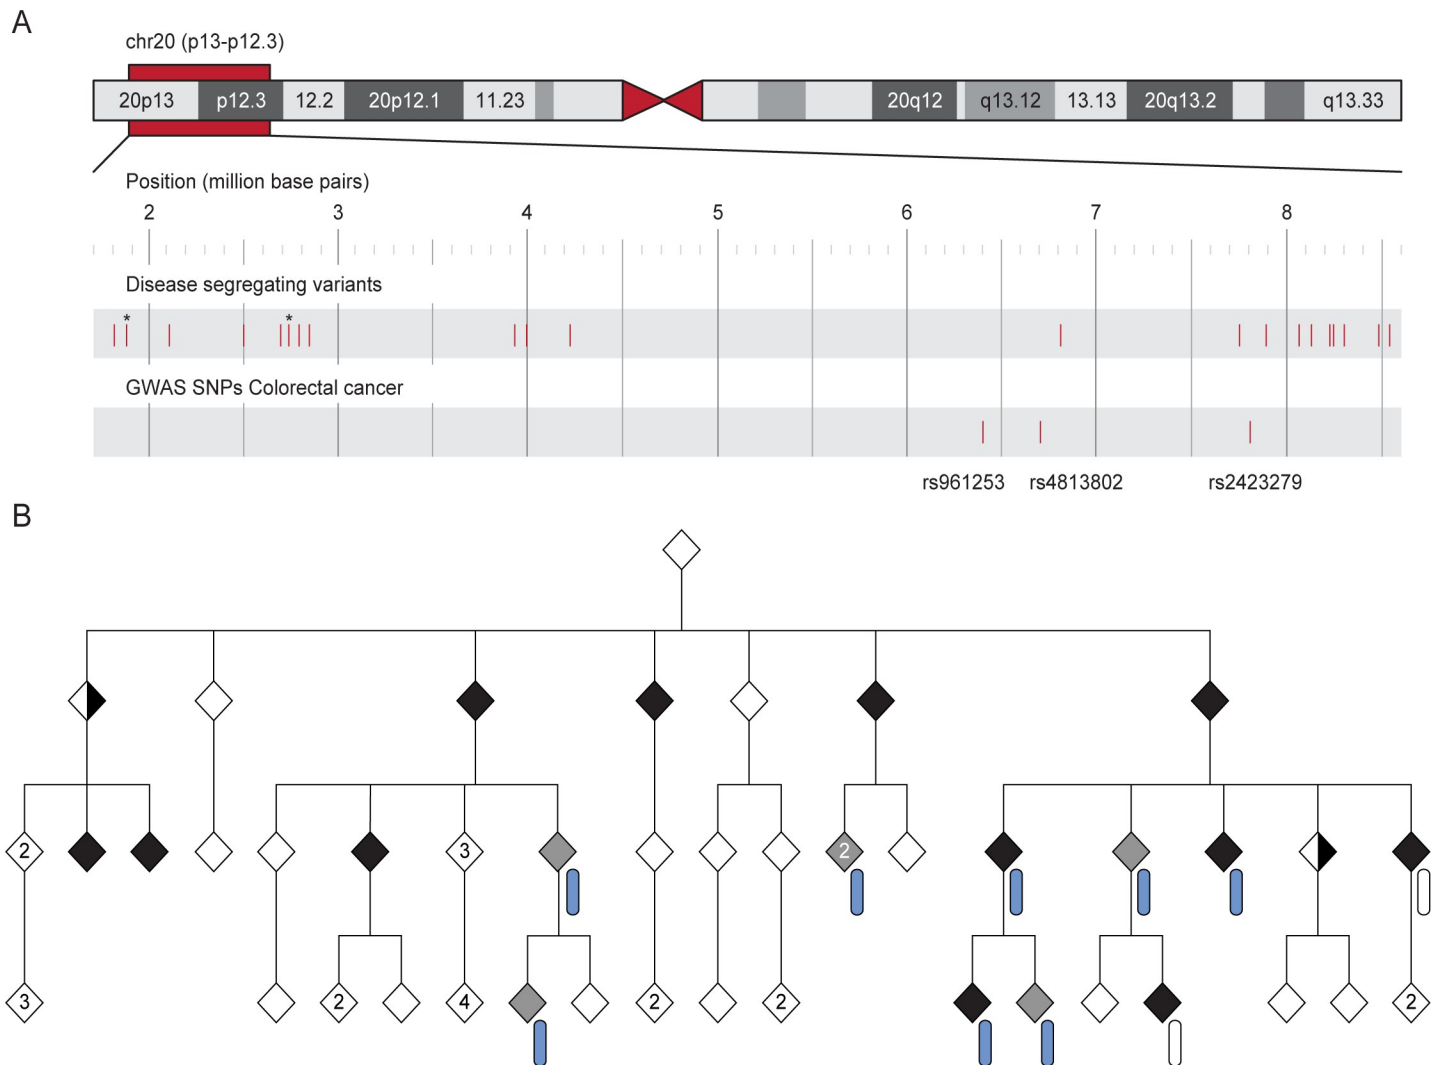 A
chr20 (p13-p12.3)
20p13 p12.3 12.2 20p12.1 11.23 20q12 q13.12 13.13 20q13.2 q13.33
Position (million base pairs)
2 3 4 5 6 7 8
Disease segregating variants
* *
GWAS SNPs Colorectal cancer
rs961253 rs4813802 rs2423279
B
2 3 2
3 2 4 2 2 2